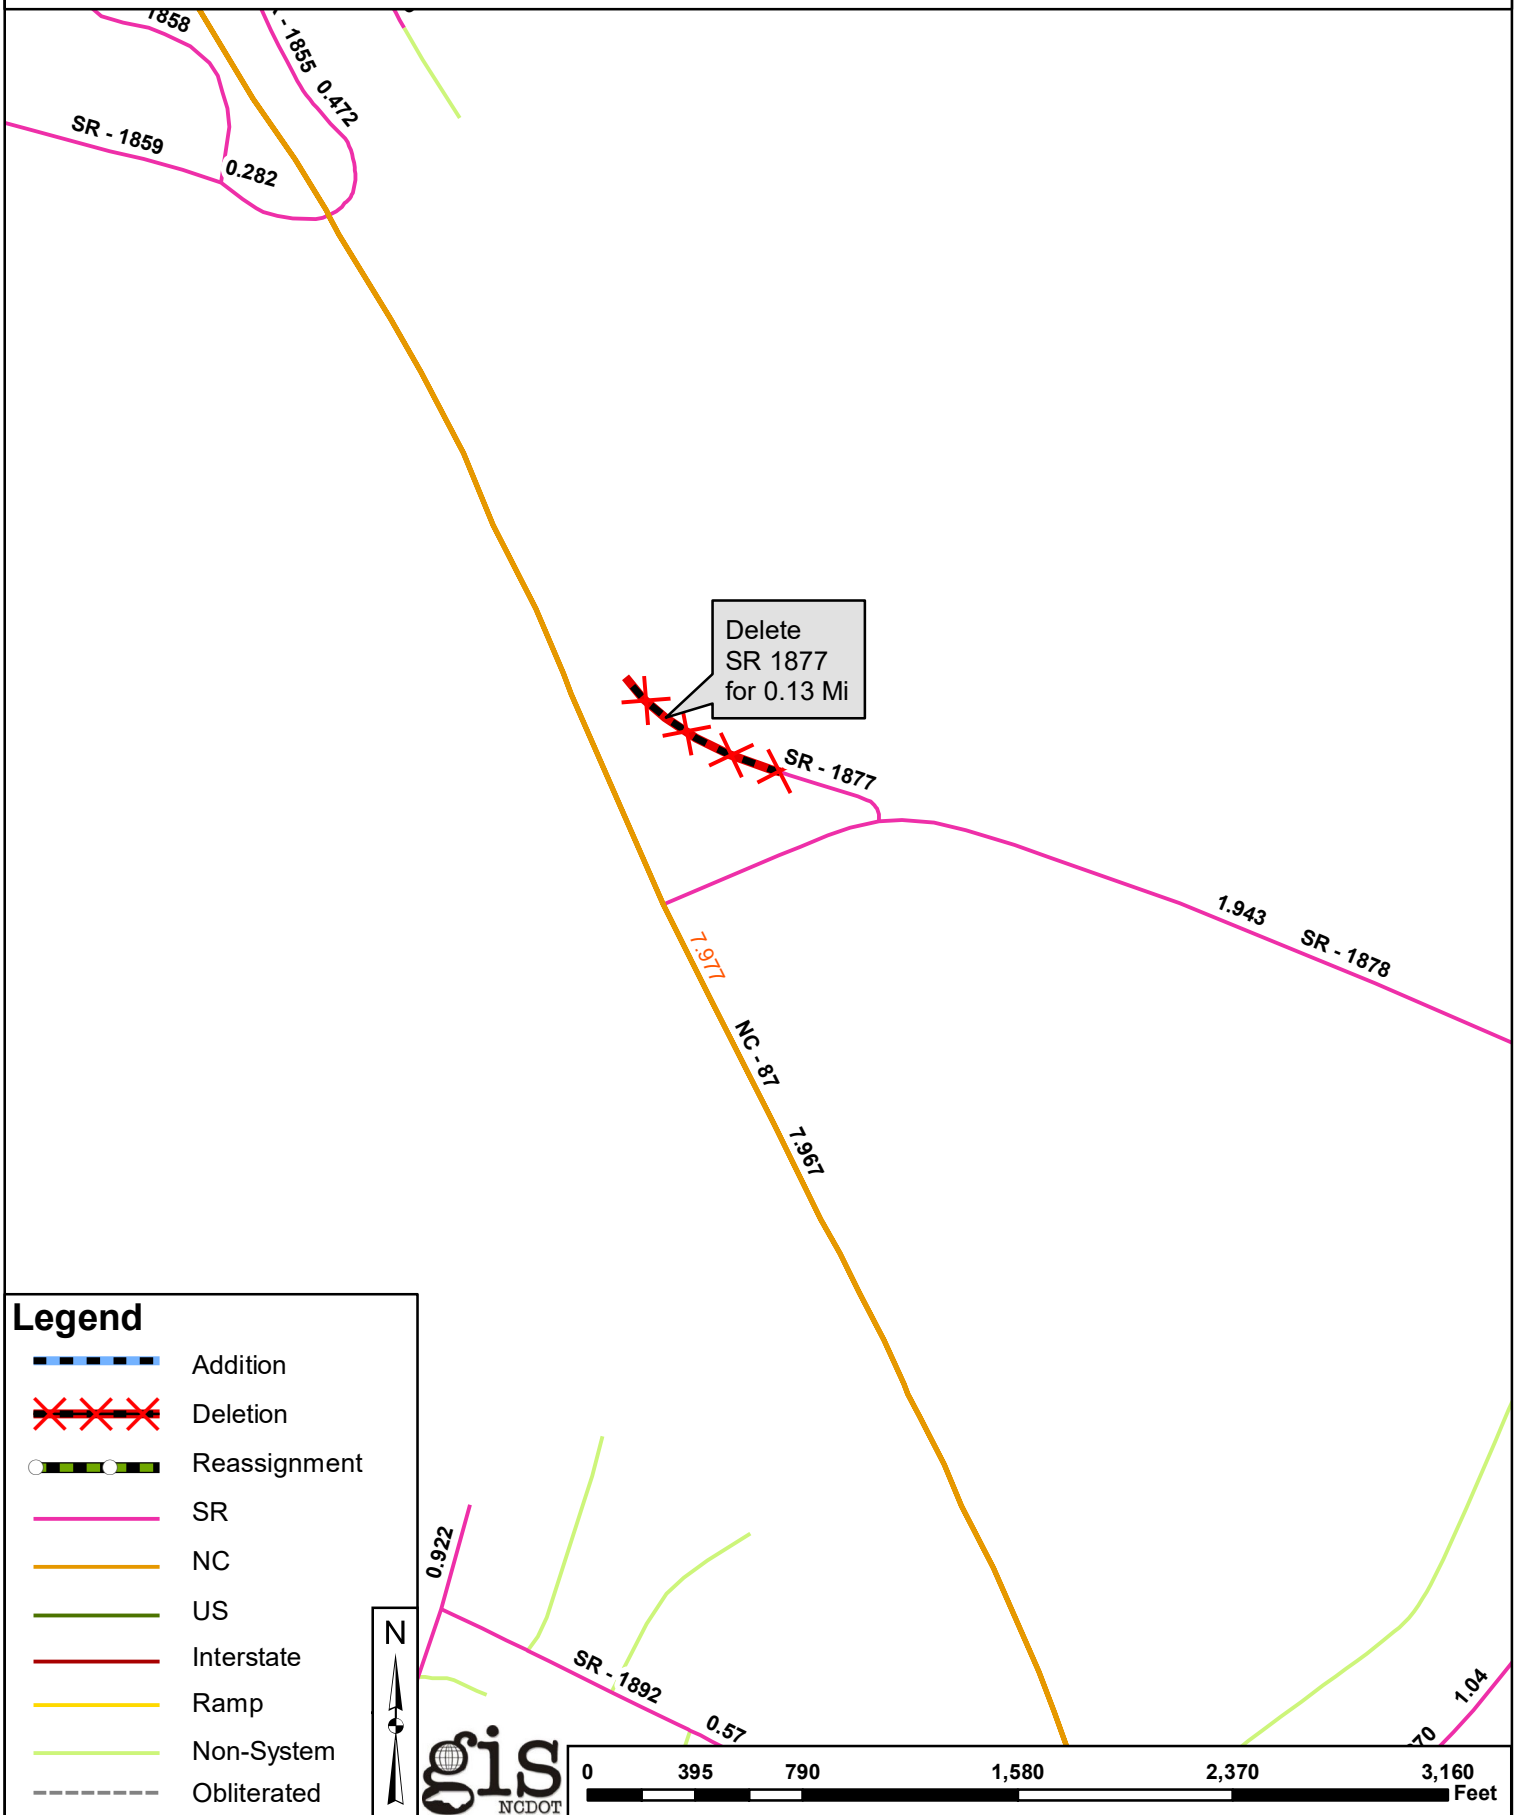 1858
- 1855 0.472
SR - 1859
0.282
Delete
SR 1877
for 0.13 Mi
SR - 1877
1.943 SR - 1878
7.977
NC - 87
7.967
Legend
Addition
Deletion
Reassignment
SR
NC
US
Interstate
Ramp
Non-System
Obliterated
N
0.922
SR - 1892
0.57
1.04
70
gis
NCDOT
0 395 790 1,580 2,370 3,160
Feet